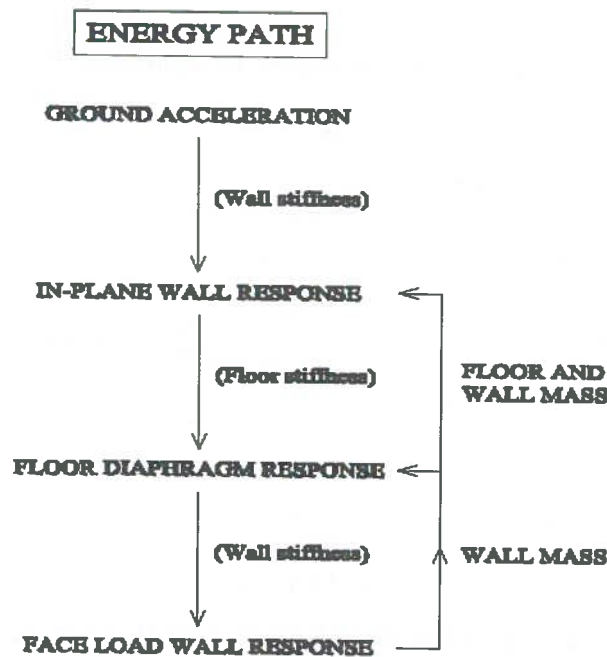 ENERGY PATH
GROUND ACCELERATION
(Wall stiffness)
IN-PLANE WALL RESPONSE
(Floor stiffness)
FLOOR AND
WALL MASS
FLOOR DIAPHRAGM RESPONSE
(Wall stiffness)
WALL MASS
FACE LOAD WALL RESPONSE